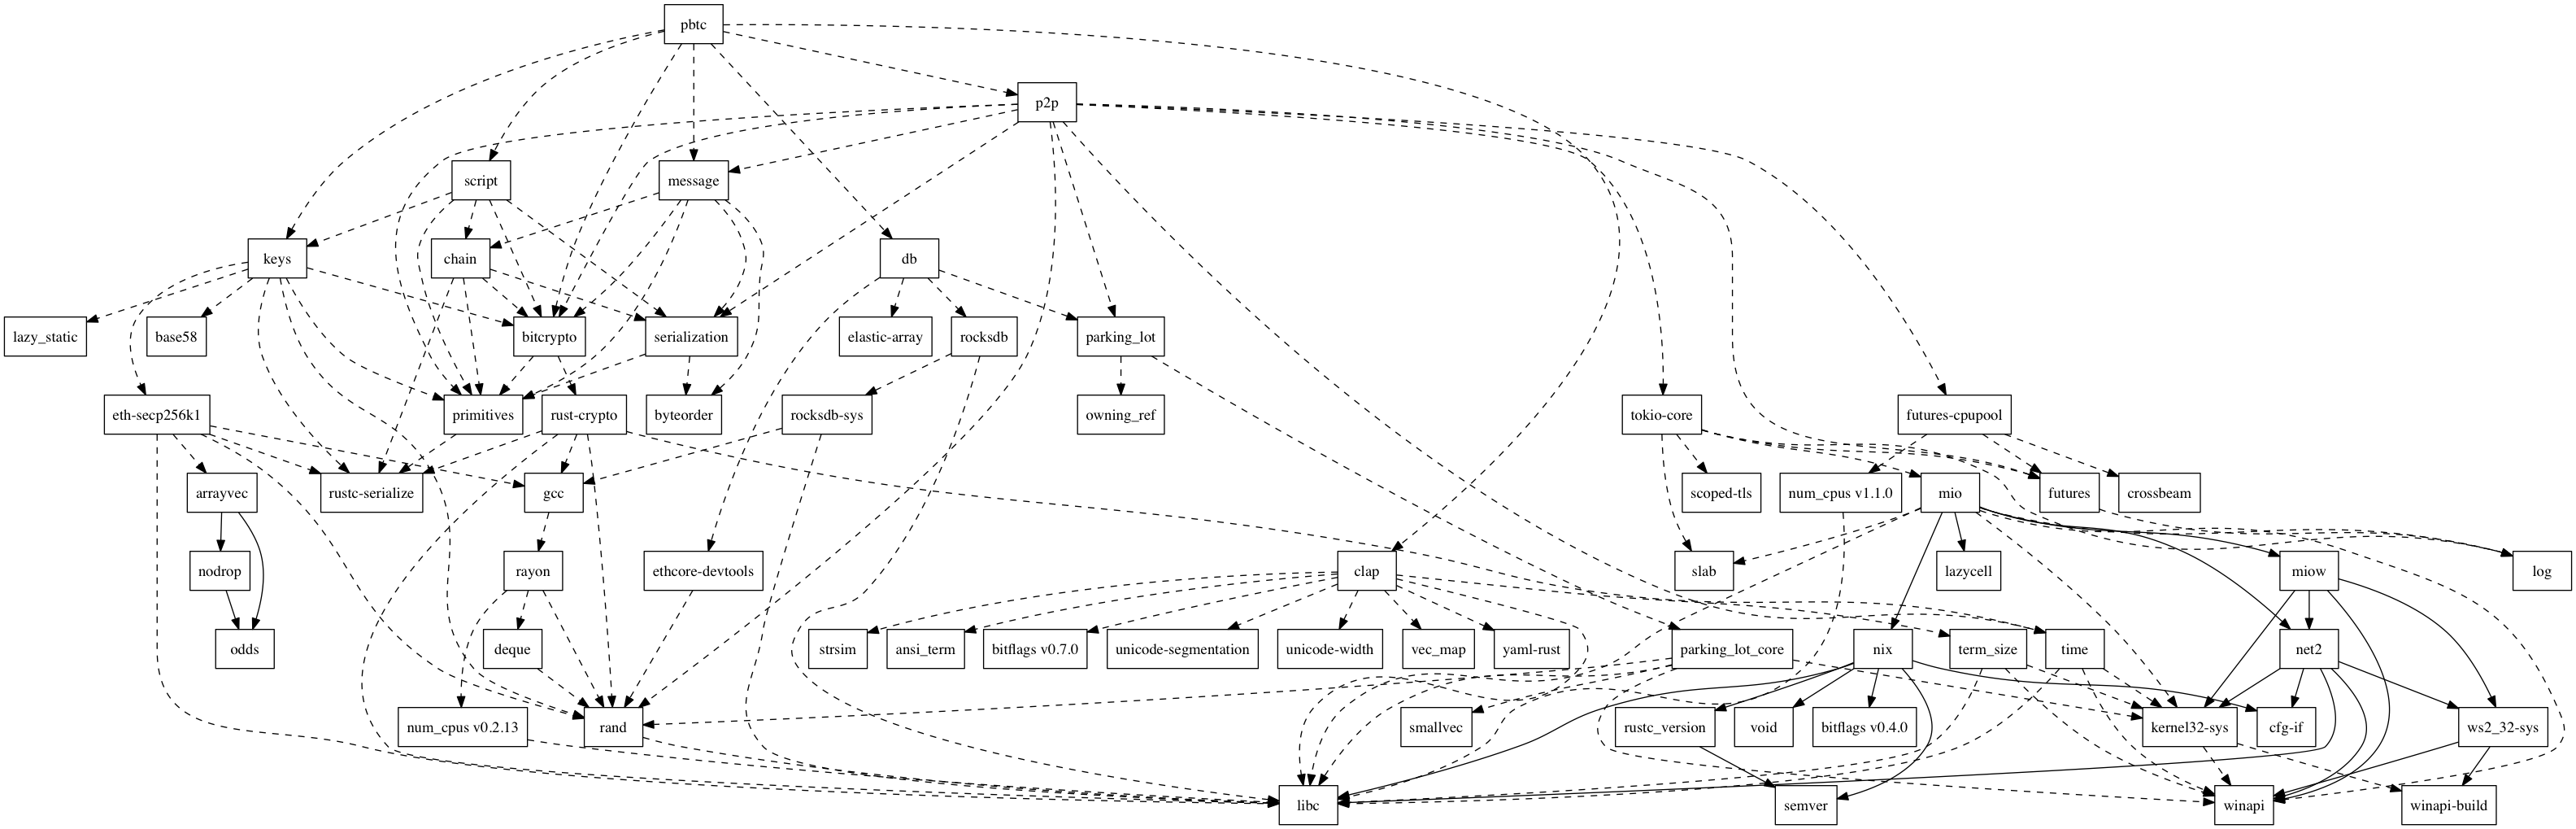 pbtc
p2p
script
message
keys
chain
db
lazy_static
base58
bitcrypto
serialization
elastic-array
rocksdb
parking_lot
eth-secp256k1
primitives
rust-crypto
byteorder
rocksdb-sys
owning_ref
tokio-core
futures-cpupool
arrayvec
rustc-serialize
gcc
scoped-tls
num_cpus v1.1.0
mio
futures
crossbeam
nodrop
rayon
ethcore-devtools
clap
slab
lazycell
miow
log
odds
deque
strsim
ansi_term
bitflags v0.7.0
unicode-segmentation
unicode-width
vec_map
yaml-rust
parking_lot_core
nix
term_size
time
net2
num_cpus v0.2.13
rand
smallvec
rustc_version
void
bitflags v0.4.0
kernel32-sys
cfg-if
ws2_32-sys
libc
semver
winapi
winapi-build